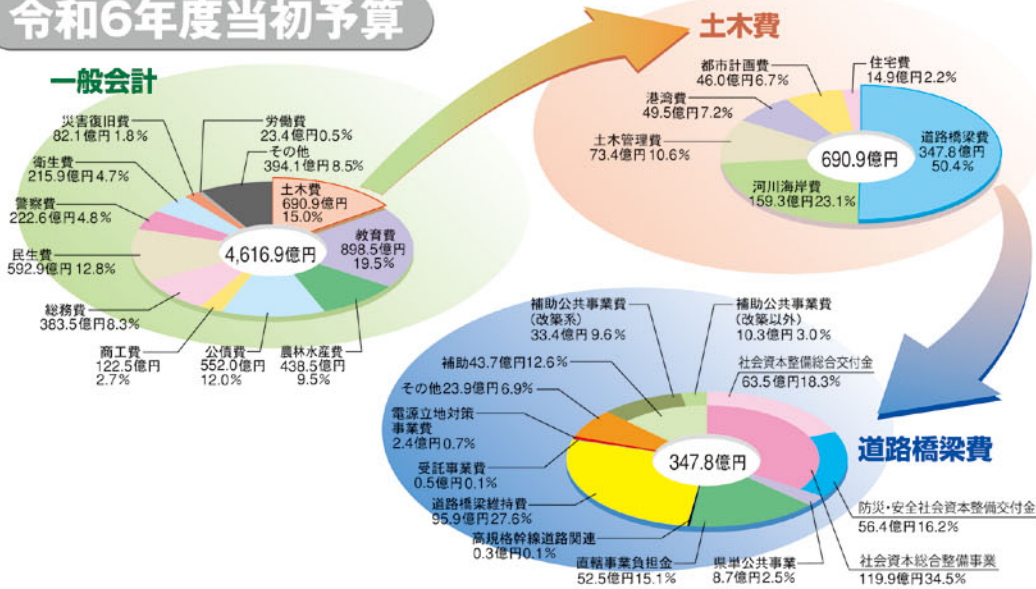 令和6年度当初予算
一般会計
災害復旧費
82.1億円1.8%
労働費
23.4億円0.5%
その他
394.1億円8.5%
衛生費
215.9億円4.7%
警察費
222.6億円4.8%
民生費
592.9億円12.8%
総務費
383.5億円8.3%
商工費
122.5億円
2.7%
公債費
552.0億円
12.0%
農林水産費
438.5億円
9.5%
教育費
898.5億円
19.5%
土木費
690.9億円
15.0%
4,616.9億円
土木費
都市計画費
46.0億円6.7%
住宅費
14.9億円2.2%
港湾費
49.5億円7.2%
土木管理費
73.4億円10.6%
河川海岸費
159.3億円23.1%
道路橋梁費
347.8億円
50.4%
690.9億円
道路橋梁費
補助公共事業費
(改築系)
33.4億円9.6%
補助公共事業費
(改築以外)
10.3億円3.0%
補助43.7億円12.6%
社会資本整備総合交付金
63.5億円18.3%
その他23.9億円6.9%
電源立地対策
事業費
2.4億円0.7%
受託事業費
0.5億円0.1%
道路橋梁維持費
95.9億円27.6%
高規格幹線道路関連
0.3億円0.1%
直轄事業負担金
52.5億円15.1%
県単公共事業
8.7億円2.5%
社会資本総合整備事業
119.9億円34.5%
防災・安全社会資本整備交付金
56.4億円16.2%
347.8億円